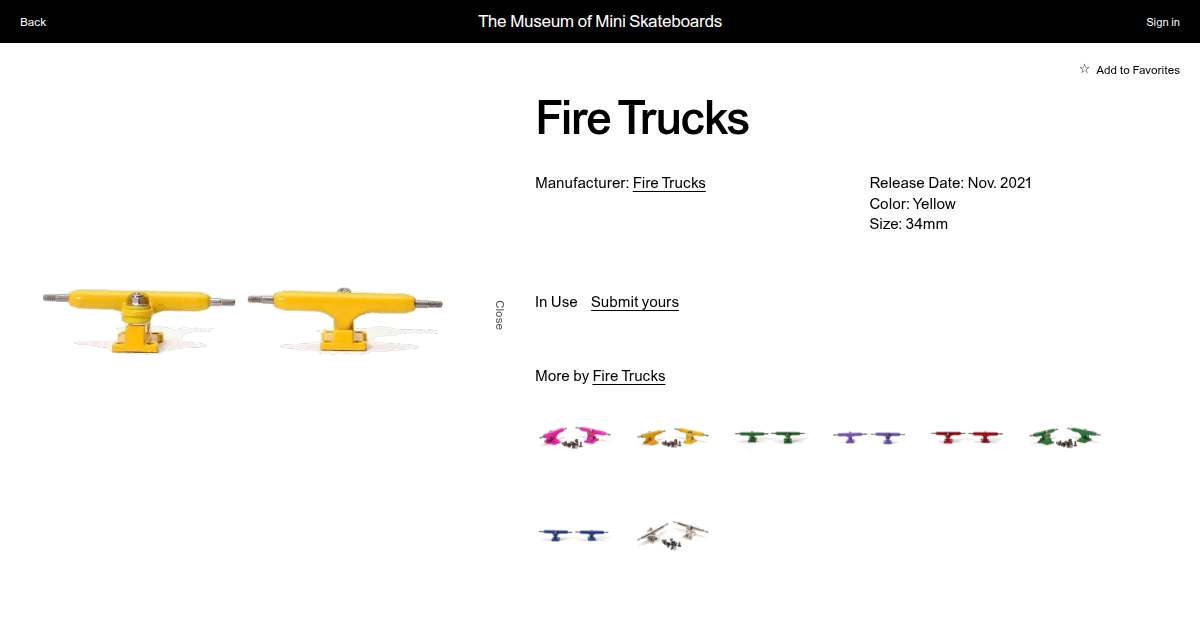 Back
The Museum of Mini Skateboards
Sign in
☆ Add to Favorites
Fire Trucks
Manufacturer: Fire Trucks
Release Date: Nov. 2021
Color: Yellow
Size: 34mm
Close
In Use Submit yours
More by Fire Trucks